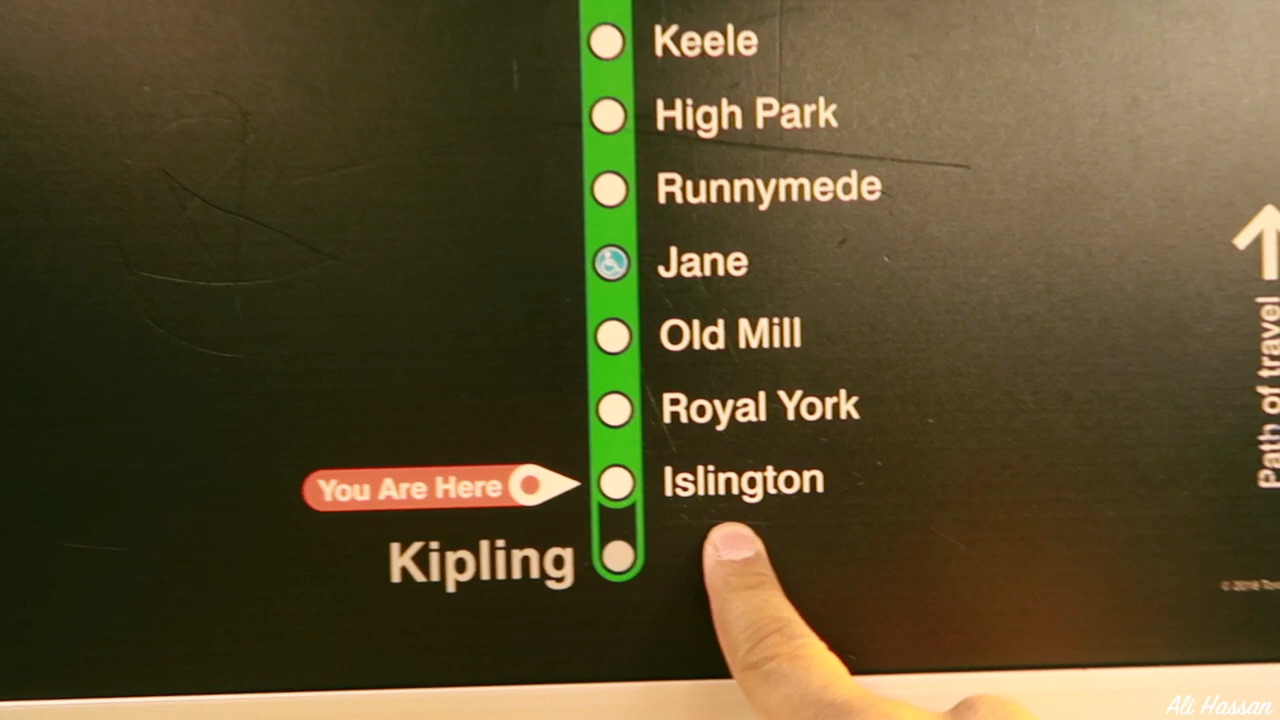 Keele
High Park
Runnymede
Jane
Old Mill
Royal York
You Are Here
Islington
Kipling
Path of travel
© 2018
Ali Hassan